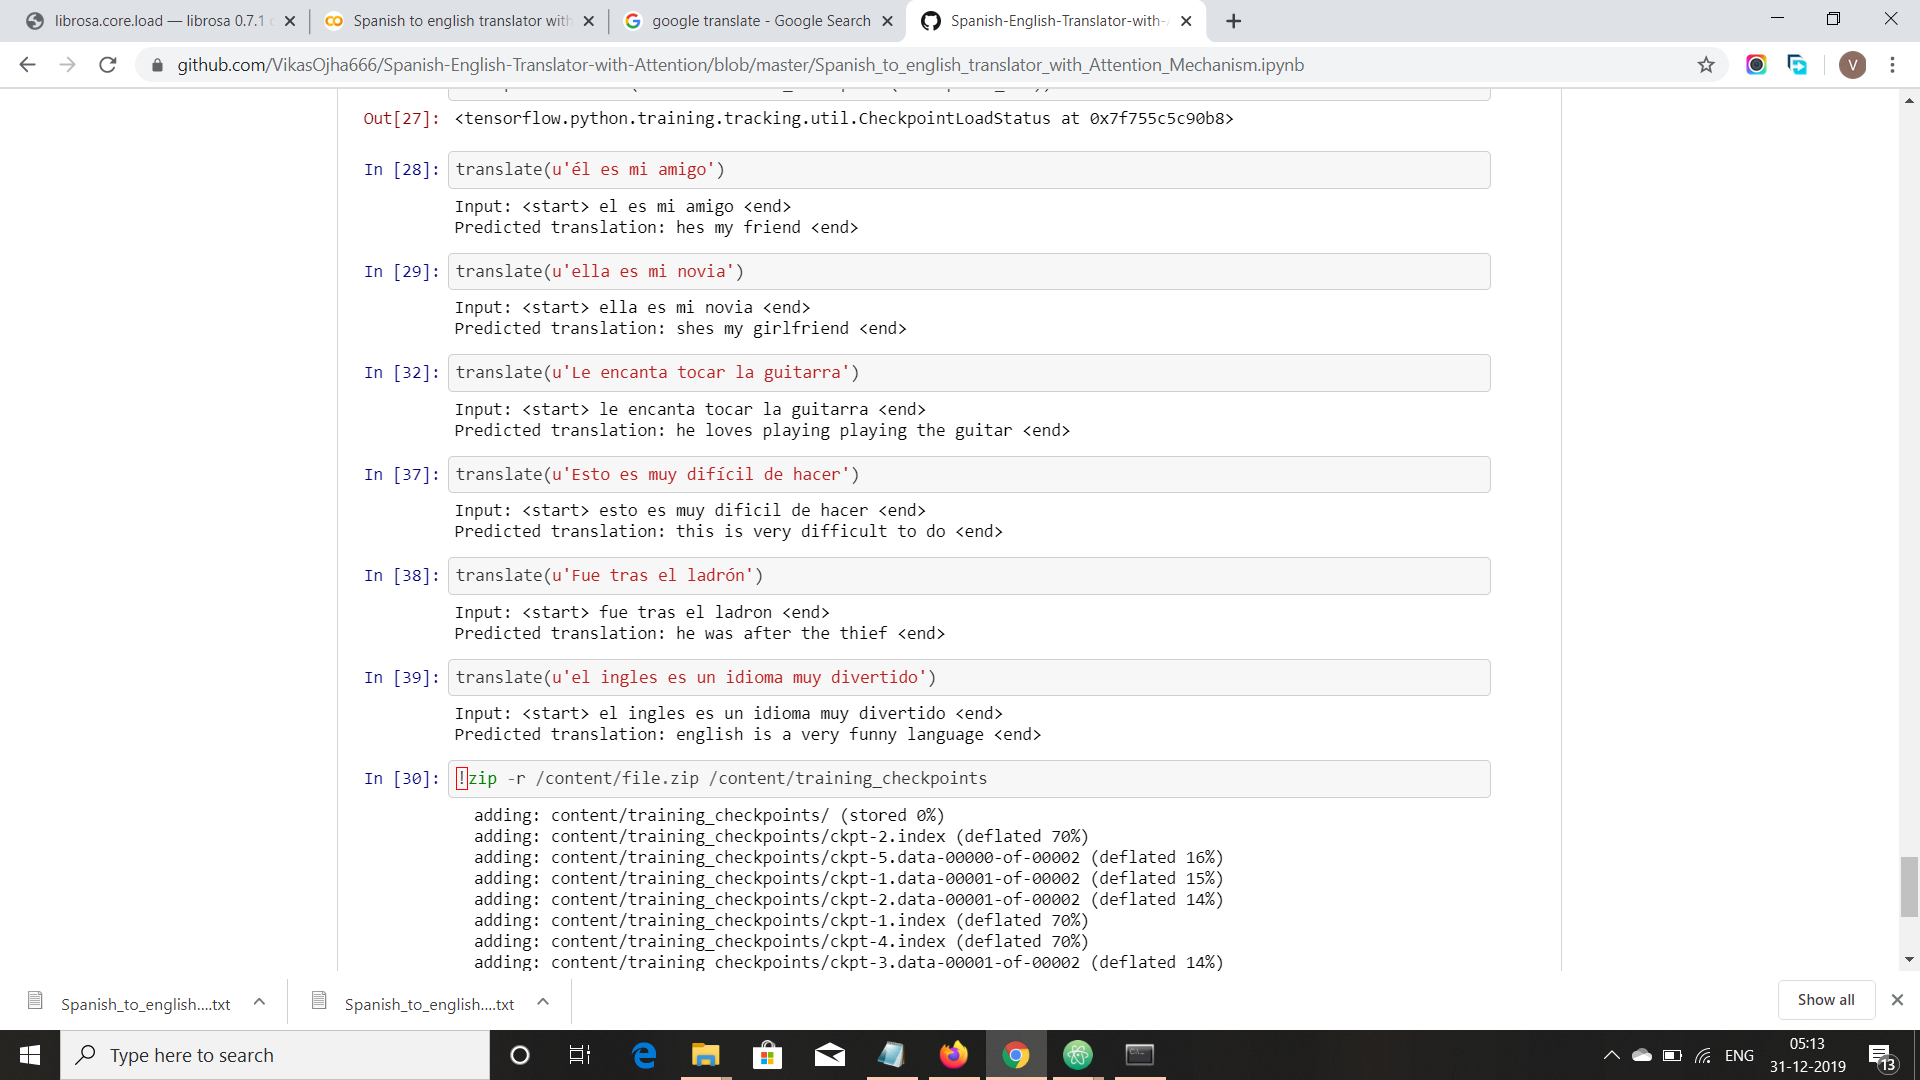 librosa.core.load — librosa 0.7.1
Spanish to english translator with
google translate - Google Search
Spanish-English-Translator-with-
github.com/VikasOjha666/Spanish-English-Translator-with-Attention/blob/master/Spanish_to_english_translator_with_Attention_Mechanism.ipynb
V
Out[27]: <tensorflow.python.training.tracking.util.CheckpointLoadStatus at 0x7f755c5c90b8>
In [28]: translate(u'él es mi amigo')
Input: <start> el es mi amigo <end>
Predicted translation: hes my friend <end>
In [29]: translate(u'ella es mi novia')
Input: <start> ella es mi novia <end>
Predicted translation: shes my girlfriend <end>
In [32]: translate(u'Le encanta tocar la guitarra')
Input: <start> le encanta tocar la guitarra <end>
Predicted translation: he loves playing playing the guitar <end>
In [37]: translate(u'Esto es muy difícil de hacer')
Input: <start> esto es muy dificil de hacer <end>
Predicted translation: this is very difficult to do <end>
In [38]: translate(u'Fue tras el ladrón')
Input: <start> fue tras el ladron <end>
Predicted translation: he was after the thief <end>
In [39]: translate(u'el ingles es un idioma muy divertido')
Input: <start> el ingles es un idioma muy divertido <end>
Predicted translation: english is a very funny language <end>
In [30]: !zip -r /content/file.zip /content/training_checkpoints
adding: content/training_checkpoints/ (stored 0%)
adding: content/training_checkpoints/ckpt-2.index (deflated 70%)
adding: content/training_checkpoints/ckpt-5.data-00000-of-00002 (deflated 16%)
adding: content/training_checkpoints/ckpt-1.data-00001-of-00002 (deflated 15%)
adding: content/training_checkpoints/ckpt-2.data-00001-of-00002 (deflated 14%)
adding: content/training_checkpoints/ckpt-1.index (deflated 70%)
adding: content/training_checkpoints/ckpt-4.index (deflated 70%)
adding: content/training_checkpoints/ckpt-3.data-00001-of-00002 (deflated 14%)
Spanish_to_english....txt
Spanish_to_english....txt
Show all
Type here to search
ENG
05:13
31-12-2019
13